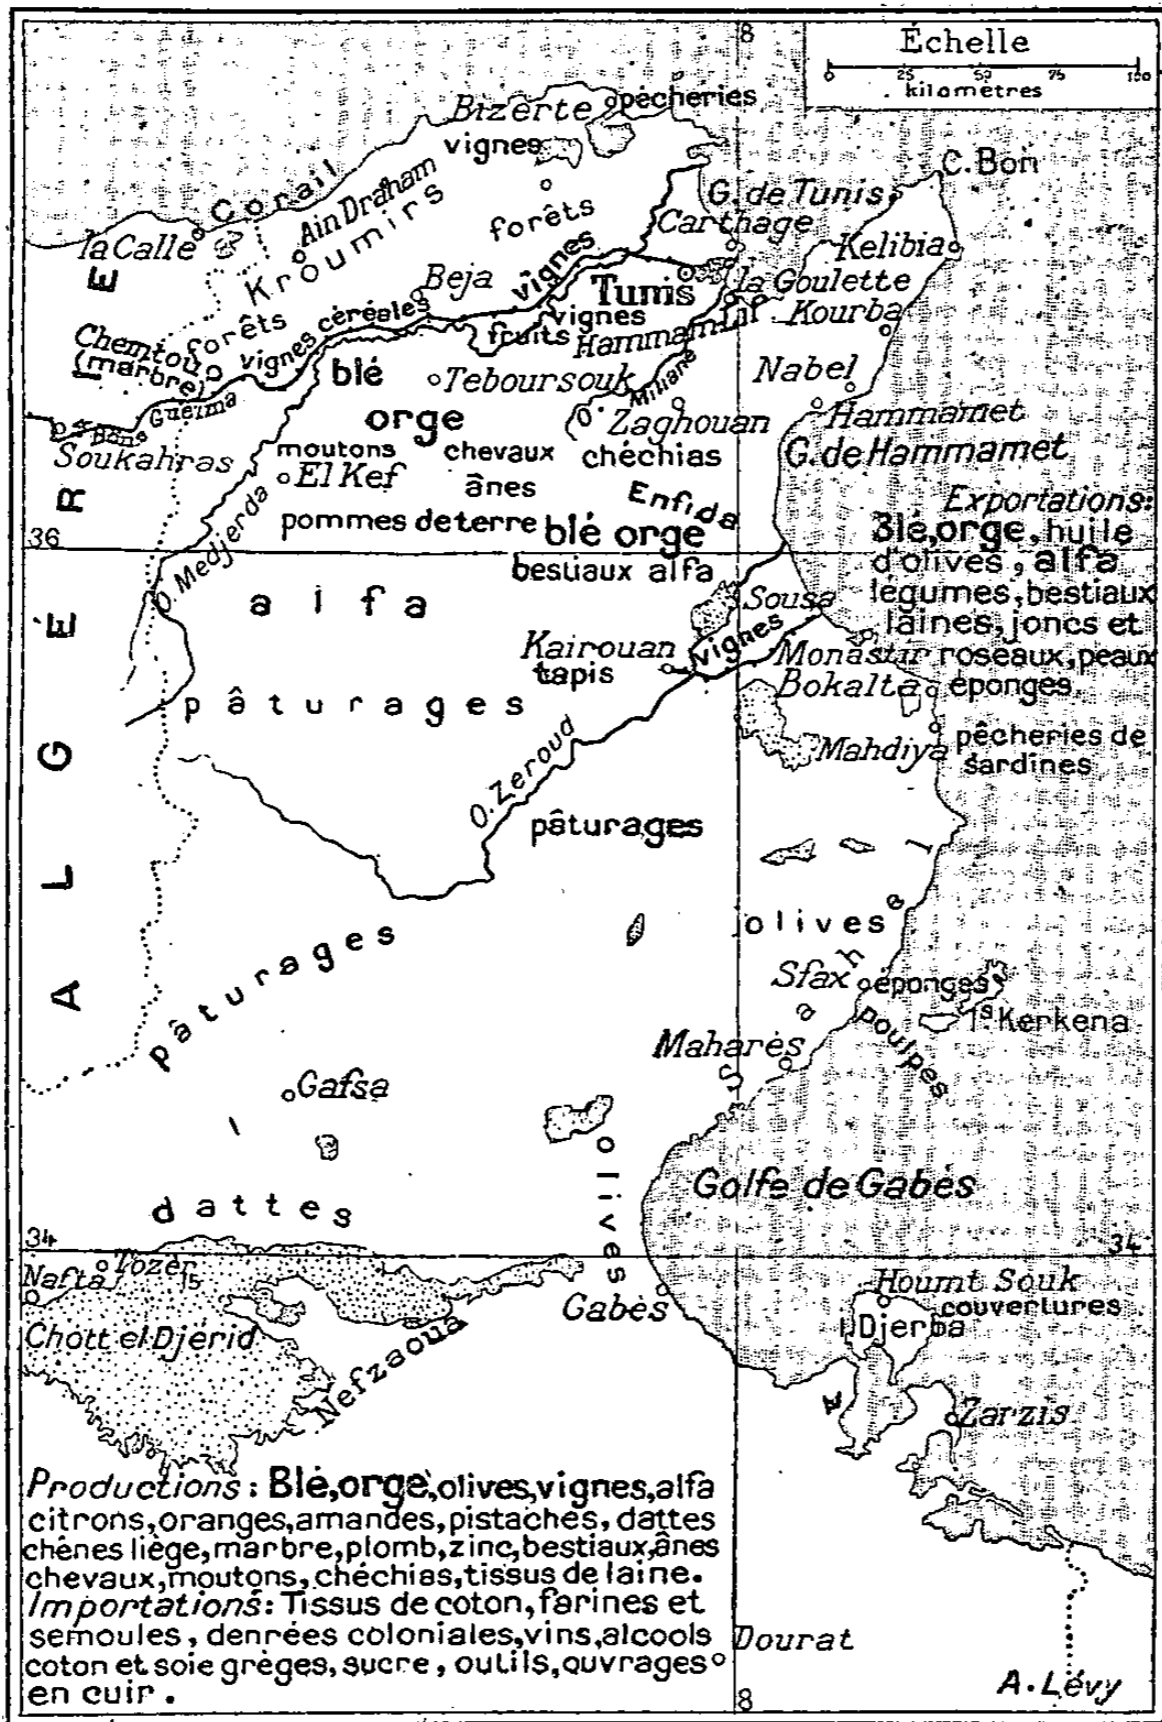 8
Échelle
0 25 50 75 100
kilomètres
Bizerte
pêcheries
vignes
C. Bon
Corail
Aïn Draham
G. de Tunis
la Calle
Kroumirs
forêts
Carthage
Kelibia
Beja
vignes
Tunis
la Goulette
forêts
vignes céréales
fruits
vignes
Hammam Lif
Kourba
Chemtou
(marbre)
blé
Teboursouk
O. Miliane
Nabel
Guelma
orge
Zaghouan
Hammamet
Soukahras
moutons
chevaux
chéchias
G. de Hammamet
El Kef
ânes
Enfida
pommes de terre
blé orge
Exportations:
Blé, orge, huile
d'olives, alfa
légumes, bestiaux
laines, joncs et
roseaux, peaux
éponges.
36
O. Medjerda
bestiaux alfa
alfa
Sousa
Kairouan
tapis
vignes
Monastir
pâturages
Bokalta
O. Zeroud
Mahdiya
pêcheries de
sardines
pâturages
ALGÉRIE
olives
Sahel
Pâturages
Sfax
éponges
Is Kerkena
poulpes
Maharès
Gafsa
olives
Golfe de Gabès
dattes
34
34
Nafta
Tozer
Gabès
Houmt Souk
couvertures
I. Djerba
Chott el Djérid
Nefzaoua
Zarzis
Productions: Blé, orge, olives, vignes, alfa
citrons, oranges, amandes, pistaches, dattes
chênes liège, marbre, plomb, zinc, bestiaux, ânes
chevaux, moutons, chéchias, tissus de laine.
Importations: Tissus de coton, farines et
semoules, denrées coloniales, vins, alcools
coton et soie grèges, sucre, outils, ouvrages
en cuir.
Dourat
8
A. Lévy